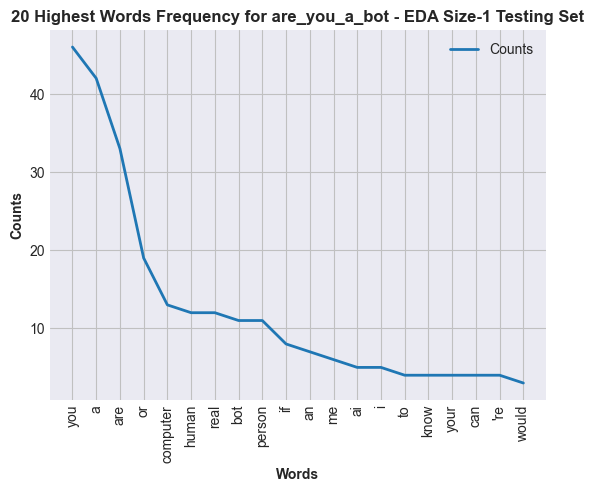 20 Highest Words Frequency for are_you_a_bot - EDA Size-1 Testing Set
Counts
Counts
40
30
20
10
you
a
are
or
computer
human
real
bot
person
if
an
me
ai
i
to
know
your
can
're
would
Words